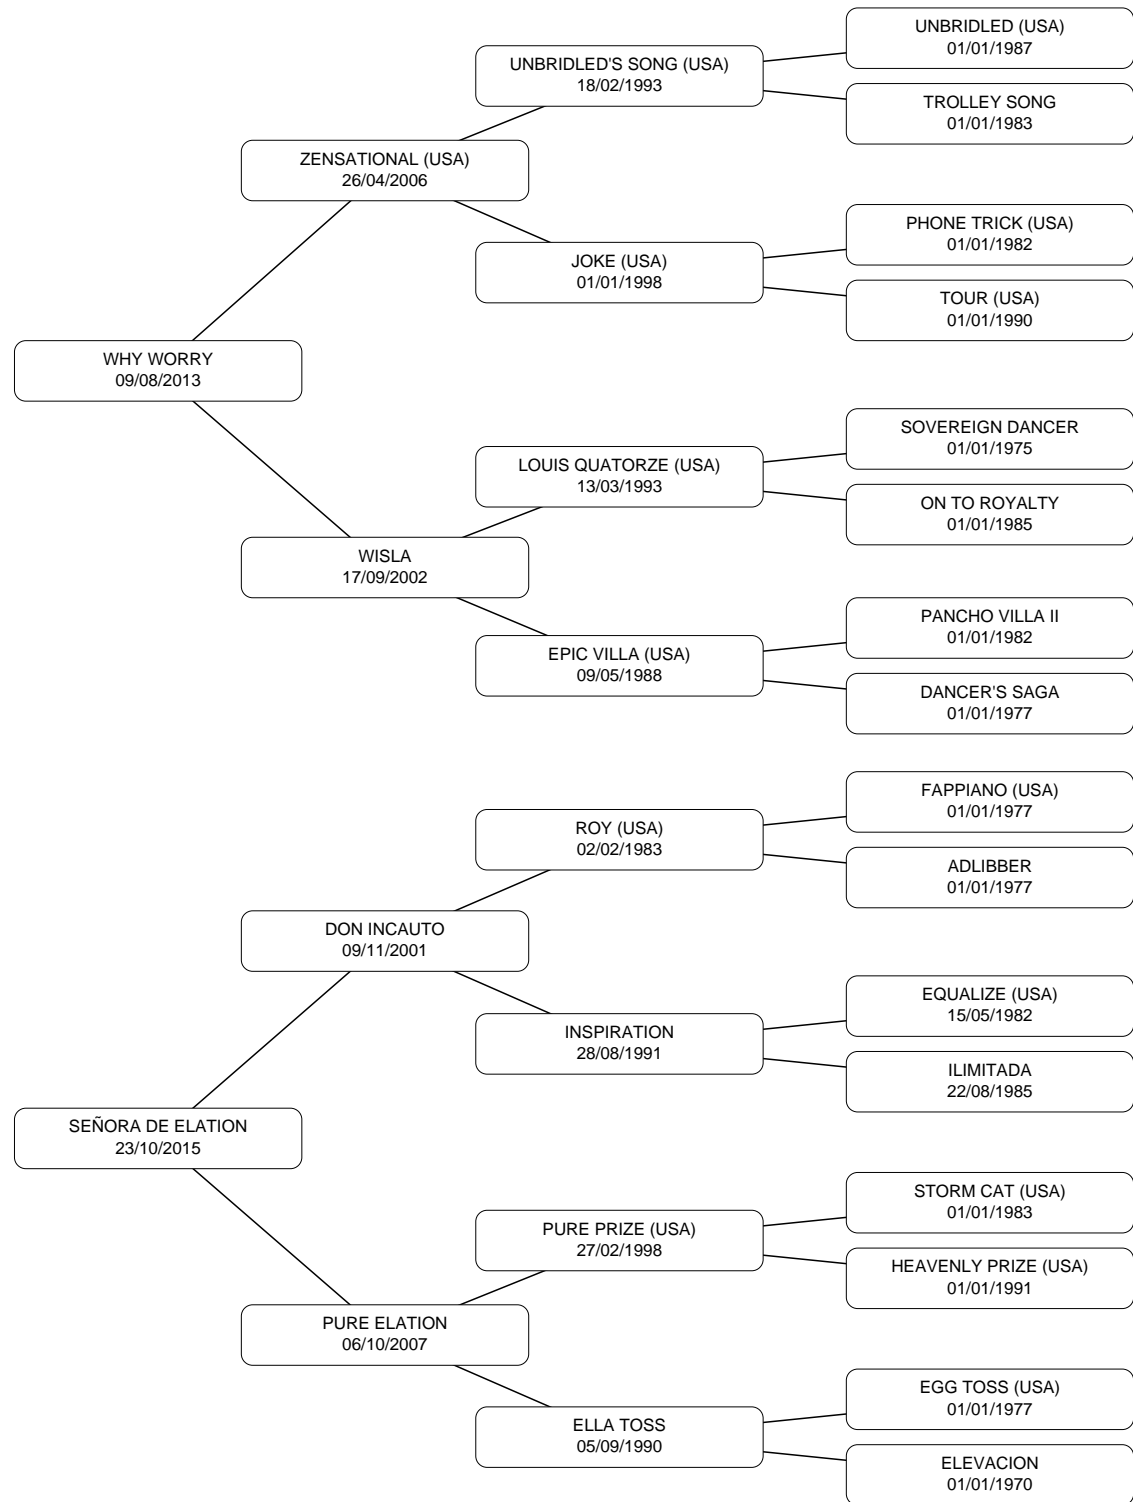 UNBRIDLED (USA)
01/01/1987
UNBRIDLED'S SONG (USA)
18/02/1993
TROLLEY SONG
01/01/1983
ZENSATIONAL (USA)
26/04/2006
PHONE TRICK (USA)
01/01/1982
JOKE (USA)
01/01/1998
TOUR (USA)
01/01/1990
WHY WORRY
09/08/2013
SOVEREIGN DANCER
01/01/1975
LOUIS QUATORZE (USA)
13/03/1993
ON TO ROYALTY
01/01/1985
WISLA
17/09/2002
PANCHO VILLA II
01/01/1982
EPIC VILLA (USA)
09/05/1988
DANCER'S SAGA
01/01/1977
FAPPIANO (USA)
01/01/1977
ROY (USA)
02/02/1983
ADLIBBER
01/01/1977
DON INCAUTO
09/11/2001
EQUALIZE (USA)
15/05/1982
INSPIRATION
28/08/1991
ILIMITADA
22/08/1985
SEÑORA DE ELATION
23/10/2015
STORM CAT (USA)
01/01/1983
PURE PRIZE (USA)
27/02/1998
HEAVENLY PRIZE (USA)
01/01/1991
PURE ELATION
06/10/2007
EGG TOSS (USA)
01/01/1977
ELLA TOSS
05/09/1990
ELEVACION
01/01/1970